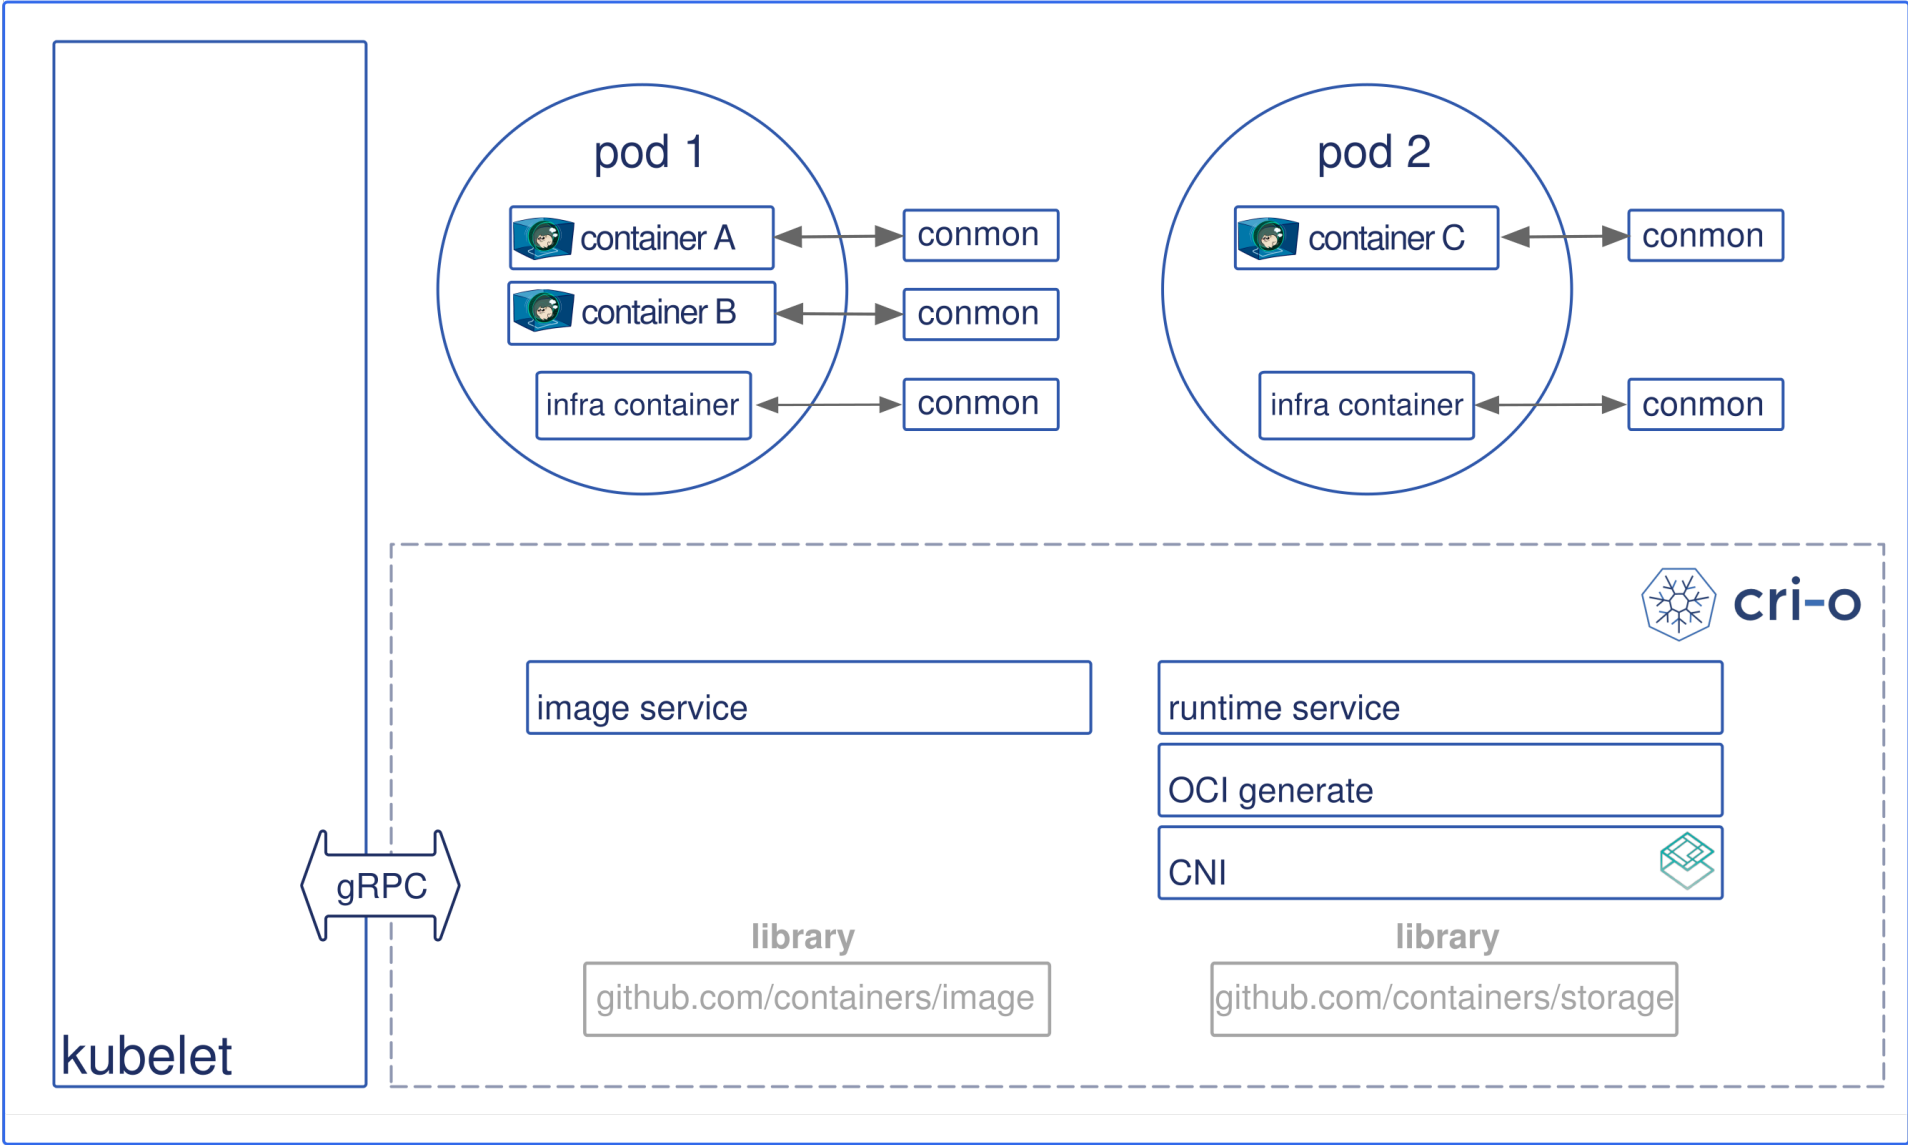 pod 1
container A
conmon
container B
conmon
infra container
conmon
pod 2
container C
conmon
infra container
conmon
cri-o
image service
runtime service
OCI generate
CNI
gRPC
library
github.com/containers/image
library
github.com/containers/storage
kubelet